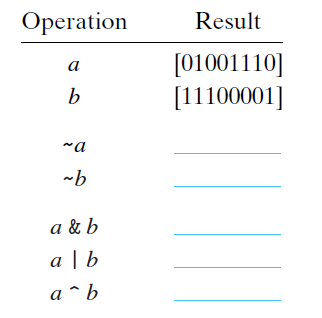 Operation Result
a [01001110]
b [11100001]
~a
~b
a & b
a | b
a ^ b